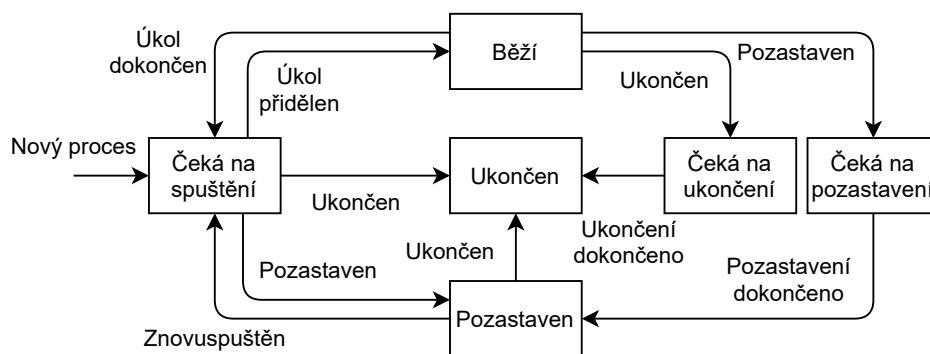 Úkol
dokončen
Běží
Pozastaven
Úkol
přidělen
Ukončen
Nový proces
Čeká na
spuštění
Ukončen
Čeká na
ukončení
Čeká na
pozastavení
Ukončen
Ukončení
dokončeno
Ukončen
Pozastaven
Pozastavení
dokončeno
Pozastaven
Znovuspuštěn